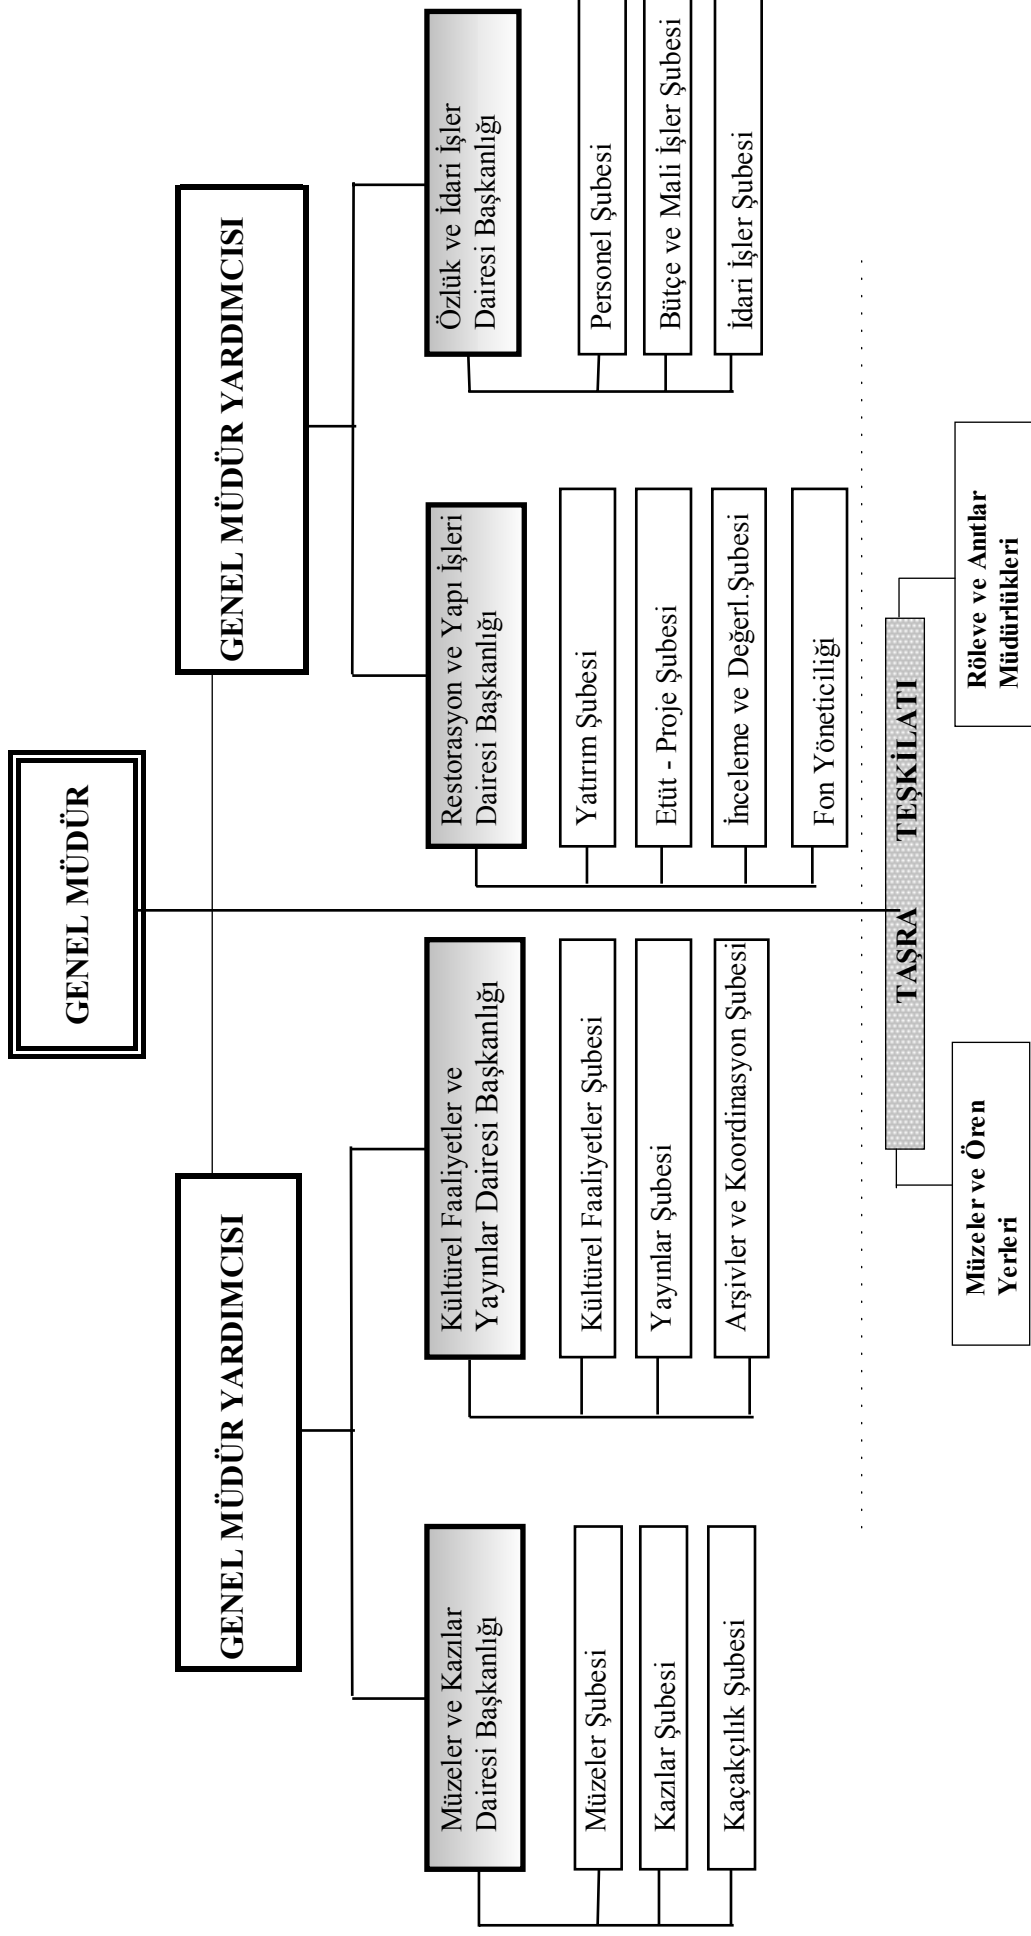 GENEL MÜDÜR
GENEL MÜDÜR YARDIMCISI
GENEL MÜDÜR YARDIMCISI
Müzeler ve Kazılar
Dairesi Başkanlığı
Müzeler Şubesi
Kazılar Şubesi
Kaçakçılık Şubesi
Kültürel Faaliyetler ve
Yayınlar Dairesi Başkanlığı
Kültürel Faaliyetler Şubesi
Yayınlar Şubesi
Arşivler ve Koordinasyon Şubesi
Restorasyon ve Yapı İşleri
Dairesi Başkanlığı
Yatırım Şubesi
Etüt - Proje Şubesi
İnceleme ve Değerl.Şubesi
Fon Yöneticiliği
Özlük ve İdari İşler
Dairesi Başkanlığı
Personel Şubesi
Bütçe ve Mali İşler Şubesi
İdari İşler Şubesi
TAŞRA TEŞKİLATI
Müzeler ve Ören
Yerleri
Röleve ve Anıtlar
Müdürlükleri